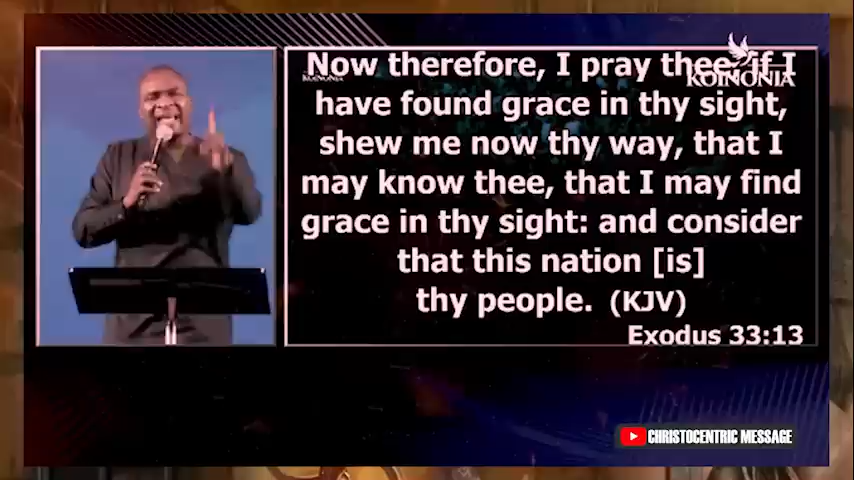 Now therefore, I pray thee, if I
have found grace in thy sight,
shew me now thy way, that I
may know thee, that I may find
grace in thy sight: and consider
that this nation [is]
thy people. (KJV)
Exodus 33:13
KOINONIA
KOINONIA
CHRISTOCENTRIC MESSAGE